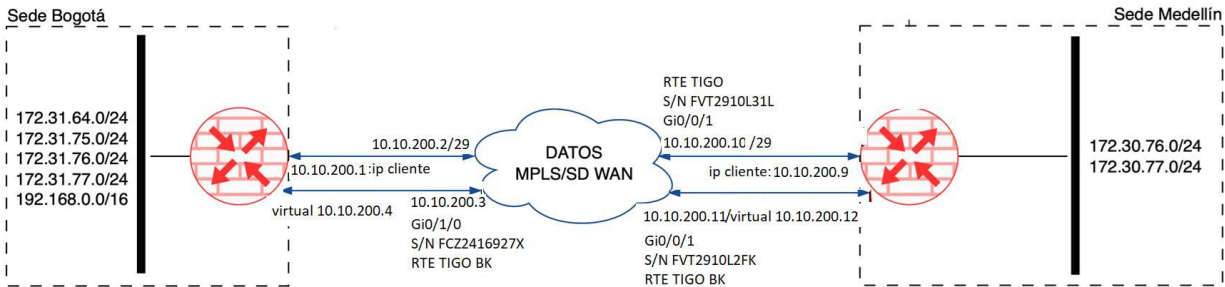 Sede Bogotá
Sede Medellín
172.31.64.0/24
172.31.75.0/24
172.31.76.0/24
172.31.77.0/24
192.168.0.0/16
10.10.200.2/29
10.10.200.1:ip cliente
virtual 10.10.200.4
10.10.200.3
Gi0/1/0
S/N FCZ2416927X
RTE TIGO BK
DATOS
MPLS/SD WAN
RTE TIGO
S/N FVT2910L31L
Gi0/0/1
10.10.200.10 /29
ip cliente:10.10.200.9
10.10.200.11/virtual 10.10.200.12
Gi0/0/1
S/N FVT2910L2FK
RTE TIGO BK
172.30.76.0/24
172.30.77.0/24